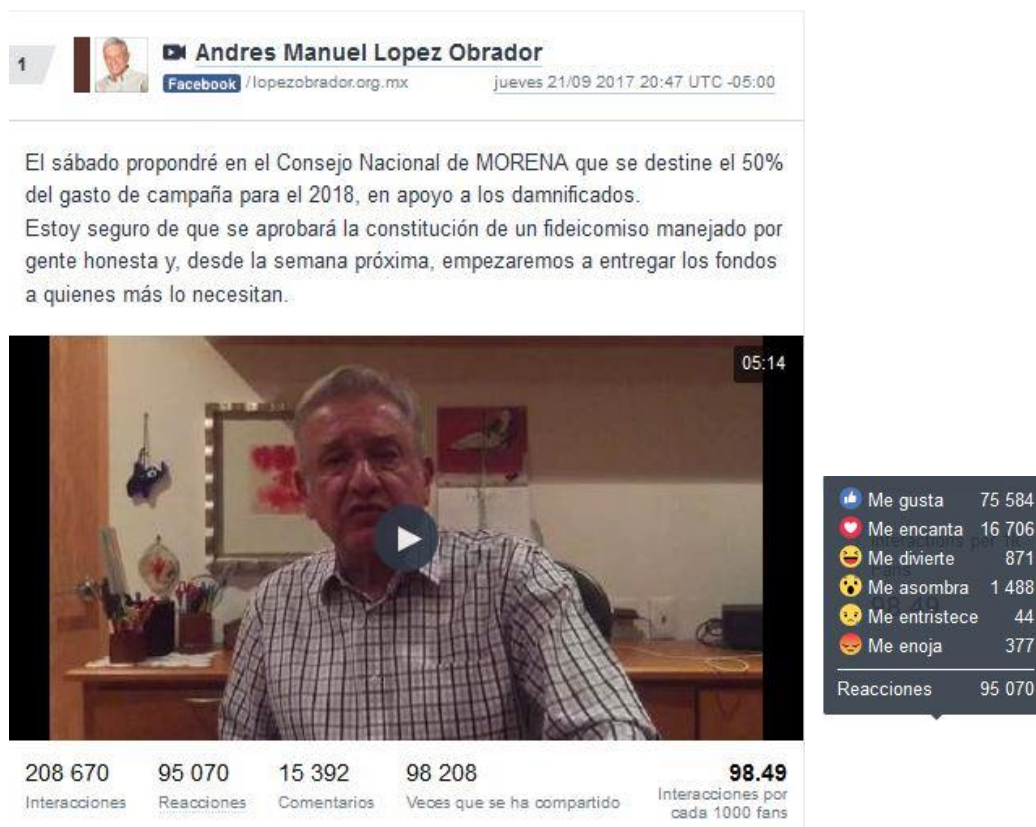 1
Andres Manuel Lopez Obrador
Facebook /lopezobrador.org.mx jueves 21/09 2017 20:47 UTC -05:00
El sábado propondré en el Consejo Nacional de MORENA que se destine el 50%
del gasto de campaña para el 2018, en apoyo a los damnificados.
Estoy seguro de que se aprobará la constitución de un fideicomiso manejado por
gente honesta y, desde la semana próxima, empezaremos a entregar los fondos
a quienes más lo necesitan.
05:14
Me gusta 75 584
Me encanta 16 706
Me divierte 871
Me asombra 1 488
Me entristece 44
Me enoja 377
Reacciones 95 070
208 670 95 070 15 392 98 208 98.49
Interacciones Reacciones Comentarios Veces que se ha compartido Interacciones por
cada 1000 fans